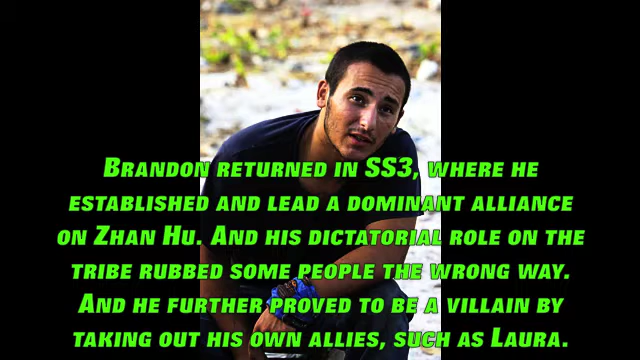 Brandon returned in SS3, where he
established and lead a dominant alliance
on Zhan Hu. And his dictatorial role on the
tribe rubbed some people the wrong way.
And he further proved to be a villain by
taking out his own allies, such as Laura.